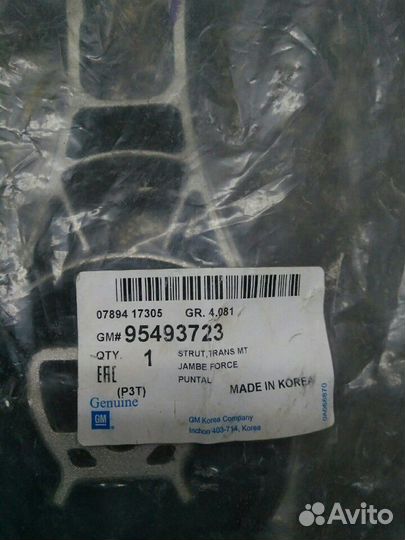 07894 17305 GR. 4.081
GM# 95493723
QTY. 1 STRUT,TRANS MT
JAMBE FORCE
PUNTAL
EAC (P3T) MADE IN KOREA
Genuine
GM
GM Korea Company
Inchon 403-714, Korea
Avito